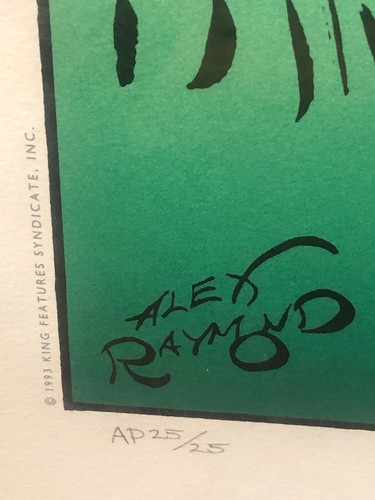 © 1993 KING FEATURES SYNDICATE, INC.
ALEX
RAYMOND
AP 25/25